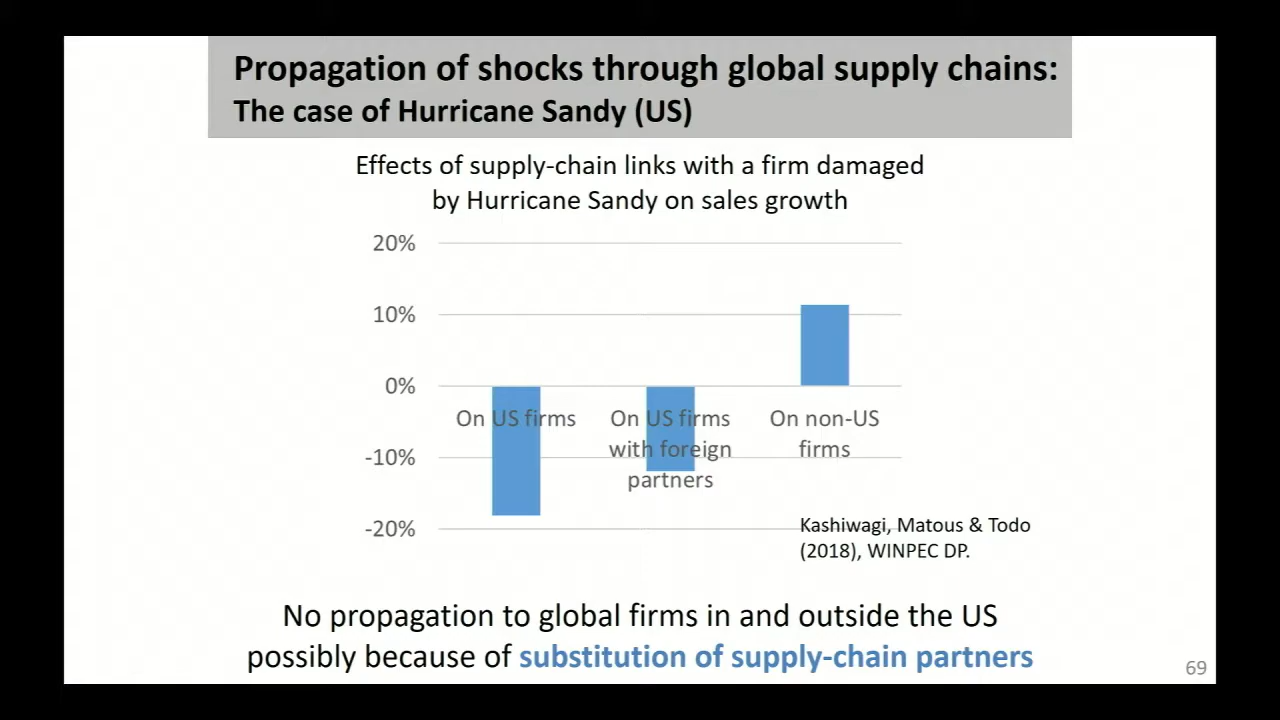 Propagation of shocks through global supply chains:
The case of Hurricane Sandy (US)
Effects of supply-chain links with a firm damaged
by Hurricane Sandy on sales growth
20%
10%
0%
-10%
-20%
On US firms
On US firms
with foreign
partners
On non-US
firms
Kashiwagi, Matous & Todo
(2018), WINPEC DP.
No propagation to global firms in and outside the US
possibly because of substitution of supply-chain partners
69